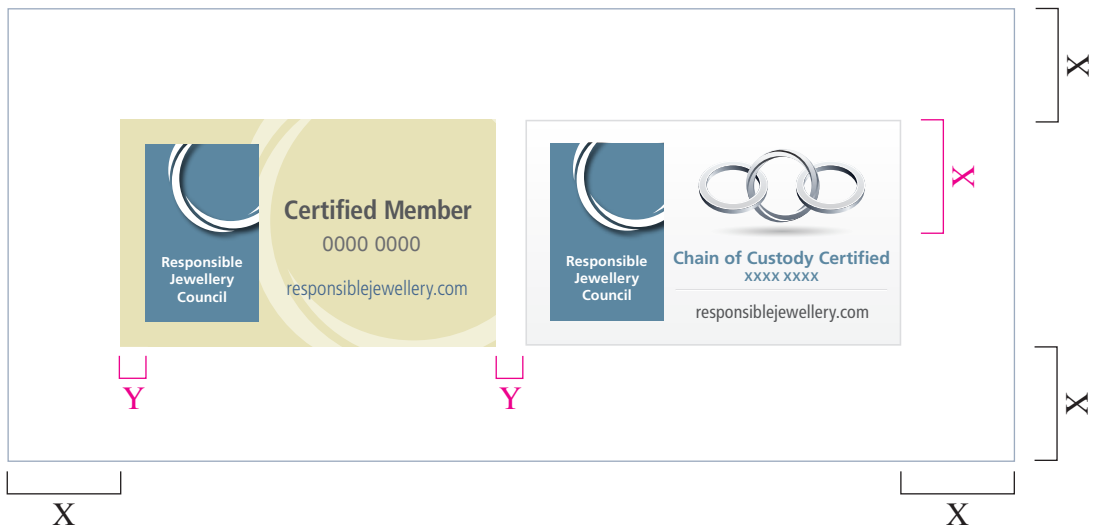 Certified Member
0000 0000
responsiblejewellery.com
Responsible
Jewellery
Council
Chain of Custody Certified
XXXX XXXX
responsiblejewellery.com
Responsible
Jewellery
Council
X
X
X
Y
Y
X
X